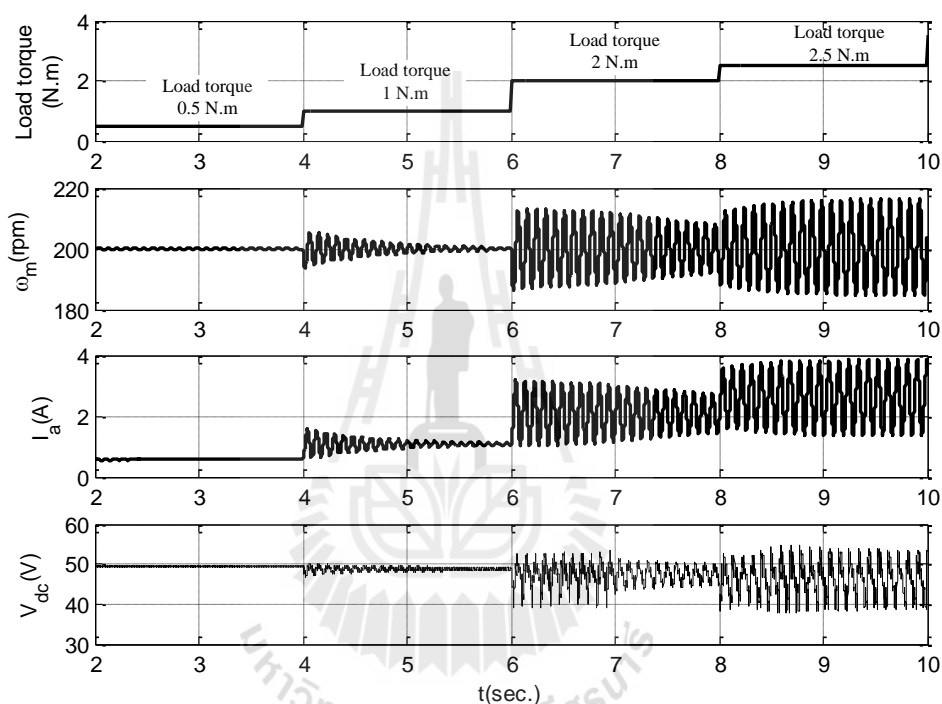 Load torque
(N.m)
4
2
0
Load torque
0.5 N.m
Load torque
1 N.m
Load torque
2 N.m
Load torque
2.5 N.m
2 3 4 5 6 7 8 9 10
ω_m(rpm)
220
200
180
2 3 4 5 6 7 8 9 10
I_a(A)
4
2
0
2 3 4 5 6 7 8 9 10
V_dc(V)
60
50
40
30
2 3 4 5 6 7 8 9 10
t(sec.)